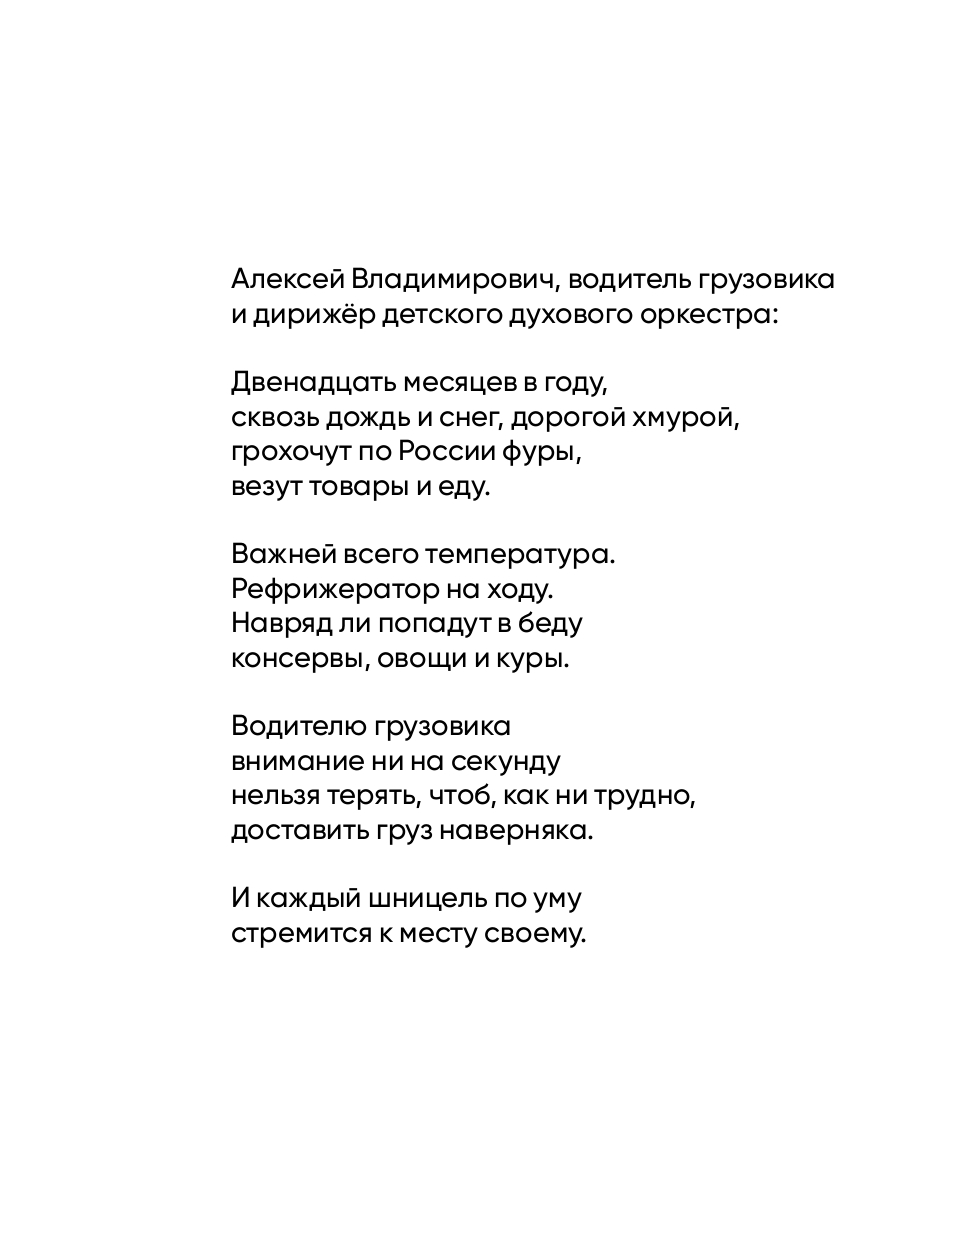 Алексей Владимирович, водитель грузовика
и дирижёр детского духового оркестра:
Двенадцать месяцев в году,
сквозь дождь и снег, дорогой хмурой,
грохочут по России фуры,
везут товары и еду.
Важней всего температура.
Рефрижератор на ходу.
Навряд ли попадут в беду
консервы, овощи и куры.
Водителю грузовика
внимание ни на секунду
нельзя терять, чтоб, как ни трудно,
доставить груз наверняка.
И каждый шницель по уму
стремится к месту своему.